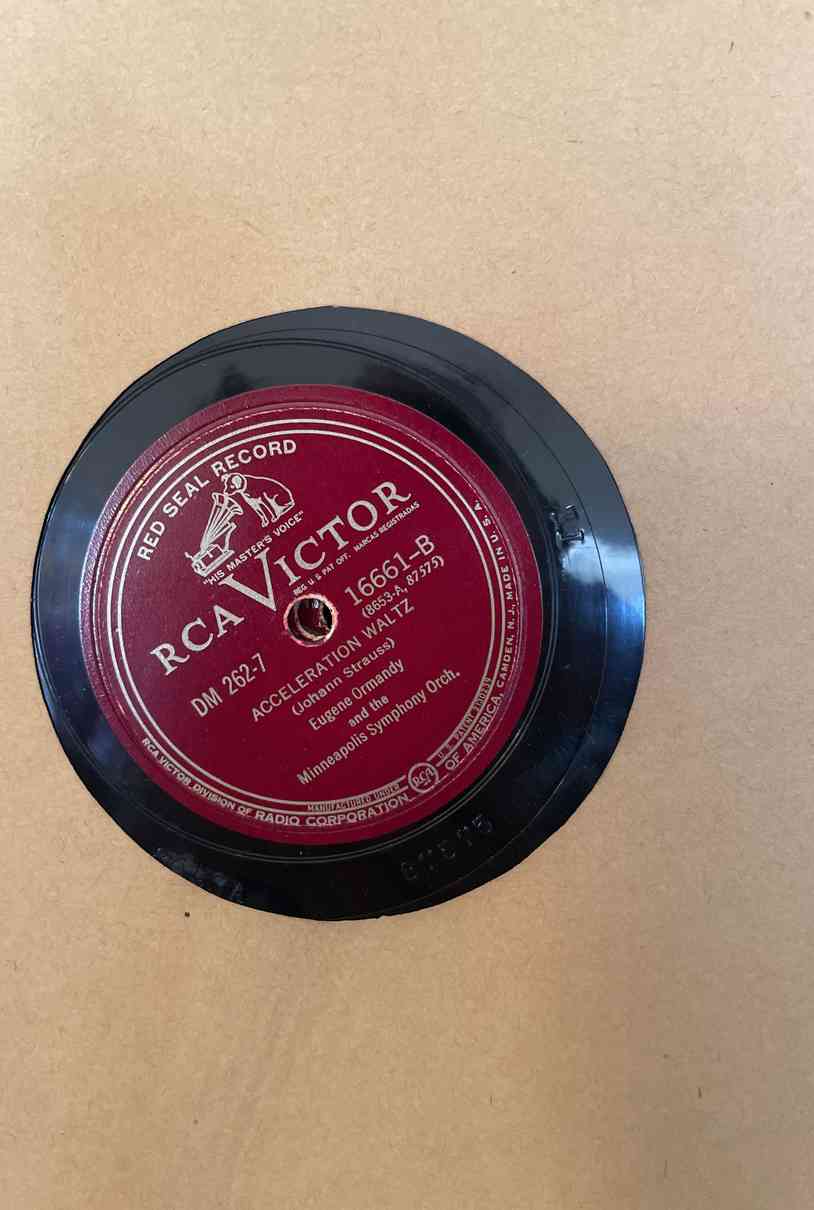 RED SEAL RECORD
"HIS MASTER'S VOICE"
RCA VICTOR
REG. U.S. PAT. OFF. MARCAS REGISTRADAS
16661-B
(8653-A, 87575)
DM 262-7
ACCELERATION WALTZ
(Johann Strauss)
Eugene Ormandy
and the
Minneapolis Symphony Orch.
MANUFACTURED UNDER RCA U.S. PATENT
RCA VICTOR DIVISION OF RADIO CORPORATION OF AMERICA, CAMDEN, N. J., MADE IN U. S. A.